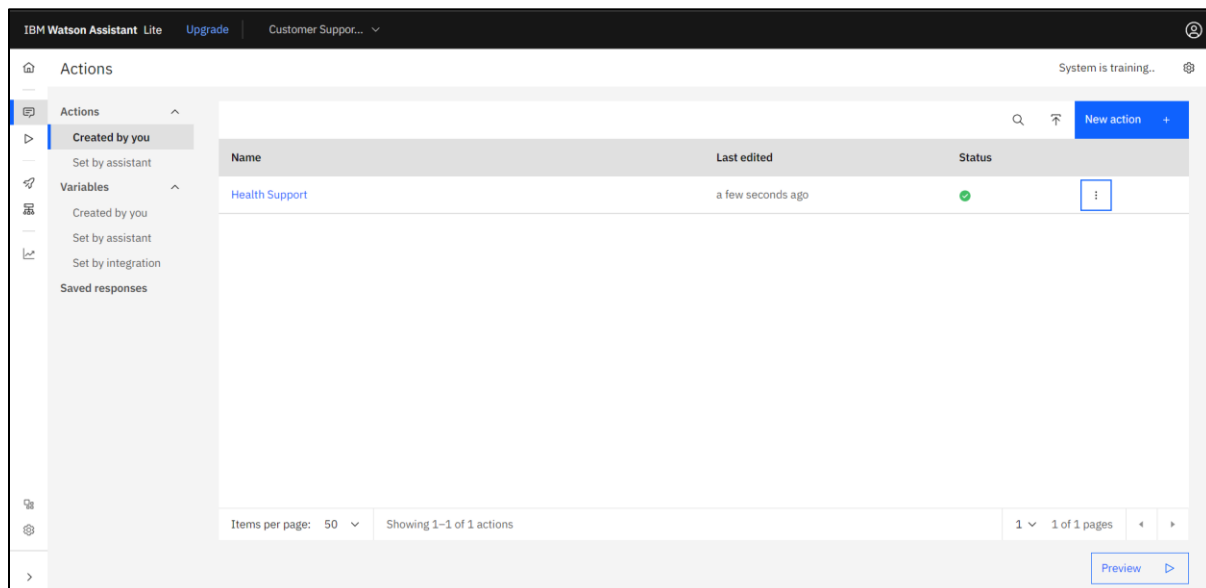 IBM Watson Assistant Lite Upgrade Customer Suppor...
Actions System is training..
Actions
Created by you
Set by assistant
Variables
Created by you
Set by assistant
Set by integration
Saved responses
New action +
Name Last edited Status
Health Support a few seconds ago
Items per page: 50 Showing 1–1 of 1 actions 1 1 of 1 pages
Preview